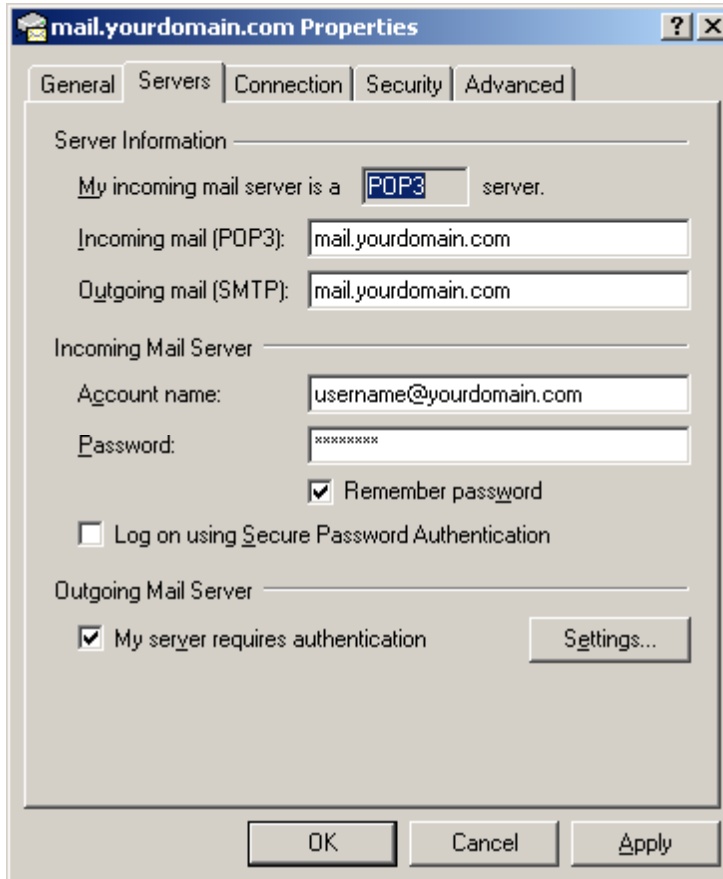 mail.yourdomain.com Properties
? X
General Servers Connection Security Advanced
Server Information
My incoming mail server is a POP3 server.
Incoming mail (POP3): mail.yourdomain.com
Outgoing mail (SMTP): mail.yourdomain.com
Incoming Mail Server
Account name: username@yourdomain.com
Password: ********
Remember password
Log on using Secure Password Authentication
Outgoing Mail Server
My server requires authentication Settings...
OK Cancel Apply